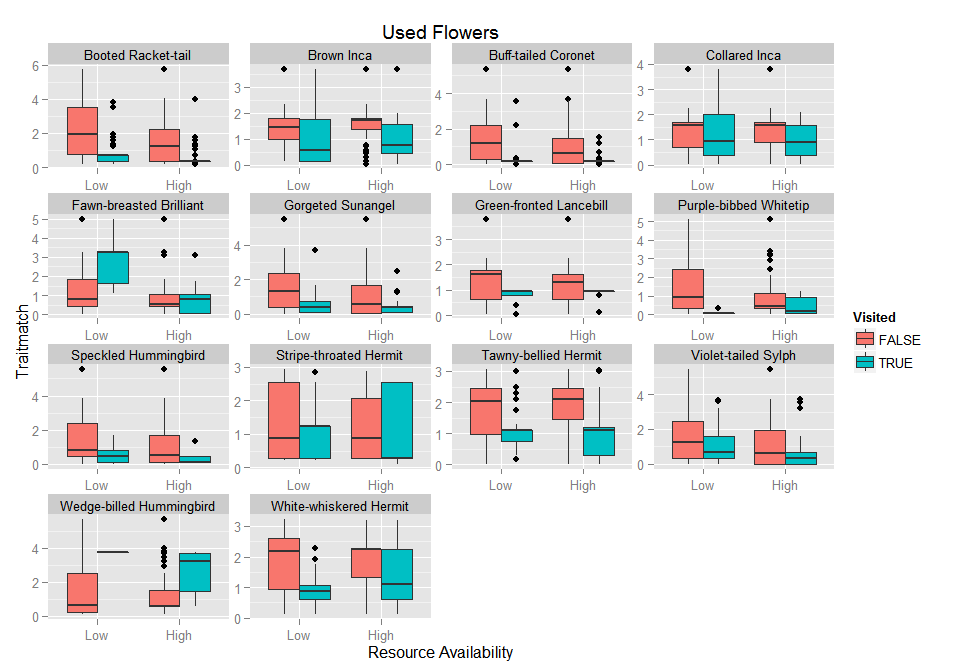 Used Flowers
Booted Racket-tail
Brown Inca
Buff-tailed Coronet
Collared Inca
6
4
2
0
Low High
3
2
1
0
Low High
4
2
0
Low High
4
3
2
1
0
Low High
Fawn-breasted Brilliant
Gorgeted Sunangel
Green-fronted Lancebill
Purple-bibbed Whitetip
5
4
3
2
1
0
Low High
4
2
0
Low High
3
2
1
0
Low High
5
4
3
2
1
0
Low High
Speckled Hummingbird
Stripe-throated Hermit
Tawny-bellied Hermit
Violet-tailed Sylph
4
2
0
Low High
3
2
1
0
Low High
3
2
1
0
Low High
4
2
0
Low High
Wedge-billed Hummingbird
White-whiskered Hermit
4
2
0
Low High
3
2
1
0
Low High
Traitmatch
Resource Availability
Visited
FALSE
TRUE